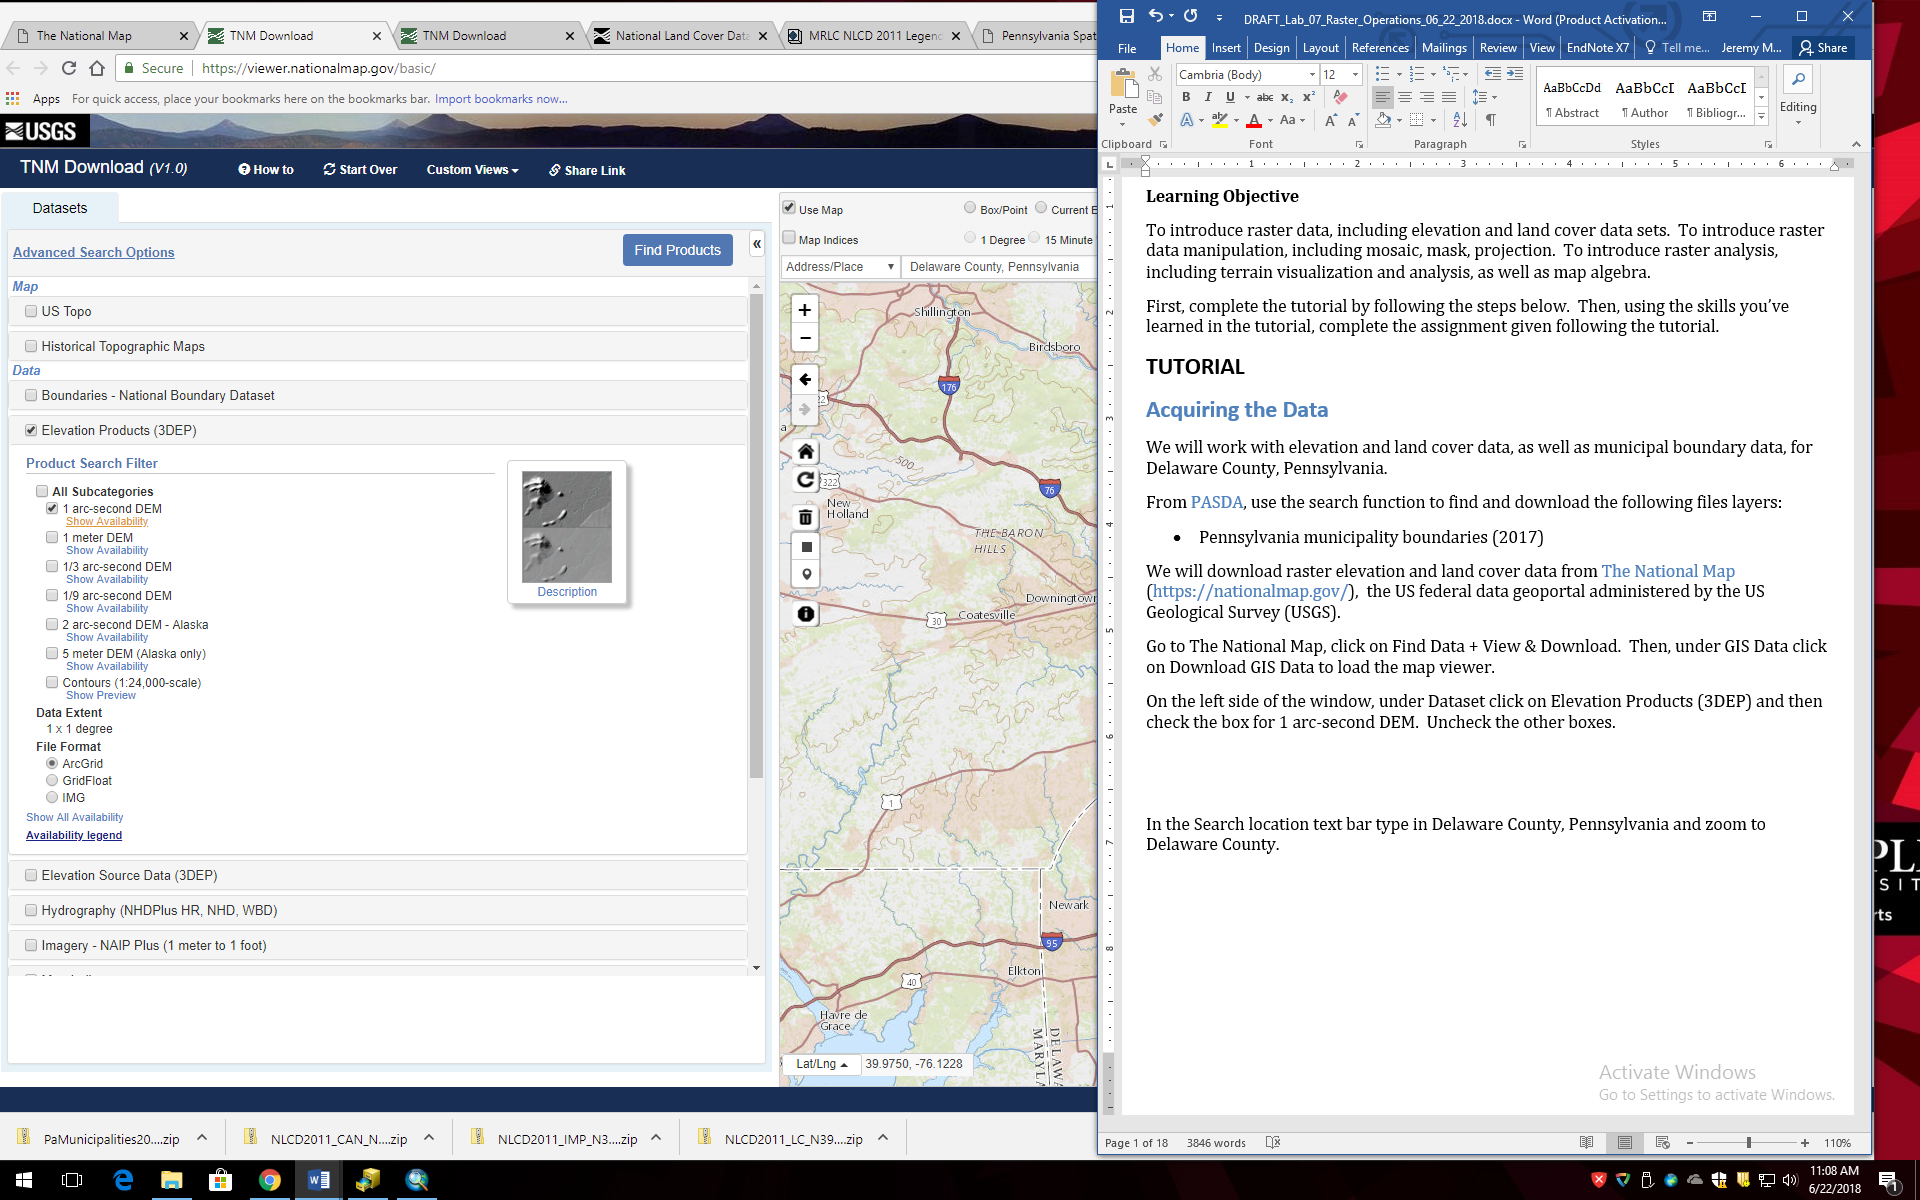 The National Map
TNM Download
TNM Download
National Land Cover Data
MRLC NLCD 2011 Legen
Pennsylvania Spat
Secure
https://viewer.nationalmap.gov/basic/
Apps
For quick access, place your bookmarks here on the bookmarks bar. Import bookmarks now...
USGS
TNM Download (V1.0)
How to
Start Over
Custom Views
Share Link
Datasets
Advanced Search Options
Find Products
«
Map
US Topo
Historical Topographic Maps
Data
Boundaries - National Boundary Dataset
Elevation Products (3DEP)
Product Search Filter
All Subcategories
1 arc-second DEM
Show Availability
1 meter DEM
Show Availability
1/3 arc-second DEM
Show Availability
1/9 arc-second DEM
Show Availability
2 arc-second DEM - Alaska
Show Availability
5 meter DEM (Alaska only)
Show Availability
Contours (1:24,000-scale)
Show Preview
Data Extent
1 x 1 degree
File Format
ArcGrid
GridFloat
IMG
Show All Availability
Availability legend
Description
Elevation Source Data (3DEP)
Hydrography (NHDPlus HR, NHD, WBD)
Imagery - NAIP Plus (1 meter to 1 foot)
Use Map
Box/Point
Current E
Map Indices
1 Degree
15 Minute
Address/Place
Delaware County, Pennsylvania
+
−
Shillington
Birdsboro
176
22
a
500
322
76
New
Holland
THE BARON
HILLS
Downingtown
30
Coatesville
1
Newark
95
Elkton
40
Havre de
Grace
MARYLA
DELAWA
Lat/Lng
39.9750, -76.1228
PaMunicipalities20....zip
NLCD2011_CAN_N....zip
NLCD2011_IMP_N3....zip
NLCD2011_LC_N39....zip
DRAFT_Lab_07_Raster_Operations_06_22_2018.docx - Word (Product Activation...
File
Home
Insert
Design
Layout
References
Mailings
Review
View
EndNote X7
Tell me...
Jeremy M...
Share
Paste
Cambria (Body)
12
B I U abc x₂ x²
A aby A Aa A A
AaBbCcDd
AaBbCcI
AaBbCcI
¶ Abstract
¶ Author
¶ Bibliogr...
Editing
Clipboard
Font
Paragraph
Styles
1 2 3 4 5 6
Learning Objective
To introduce raster data, including elevation and land cover data sets. To introduce raster
data manipulation, including mosaic, mask, projection. To introduce raster analysis,
including terrain visualization and analysis, as well as map algebra.
First, complete the tutorial by following the steps below. Then, using the skills you've
learned in the tutorial, complete the assignment given following the tutorial.
TUTORIAL
Acquiring the Data
We will work with elevation and land cover data, as well as municipal boundary data, for
Delaware County, Pennsylvania.
From PASDA, use the search function to find and download the following files layers:
• Pennsylvania municipality boundaries (2017)
We will download raster elevation and land cover data from The National Map
(https://nationalmap.gov/), the US federal data geoportal administered by the US
Geological Survey (USGS).
Go to The National Map, click on Find Data + View & Download. Then, under GIS Data click
on Download GIS Data to load the map viewer.
On the left side of the window, under Dataset click on Elevation Products (3DEP) and then
check the box for 1 arc-second DEM. Uncheck the other boxes.
In the Search location text bar type in Delaware County, Pennsylvania and zoom to
Delaware County.
Activate Windows
Go to Settings to activate Windows.
Page 1 of 18
3846 words
110%
PL
SIT
rts
11:08 AM
6/22/2018
1